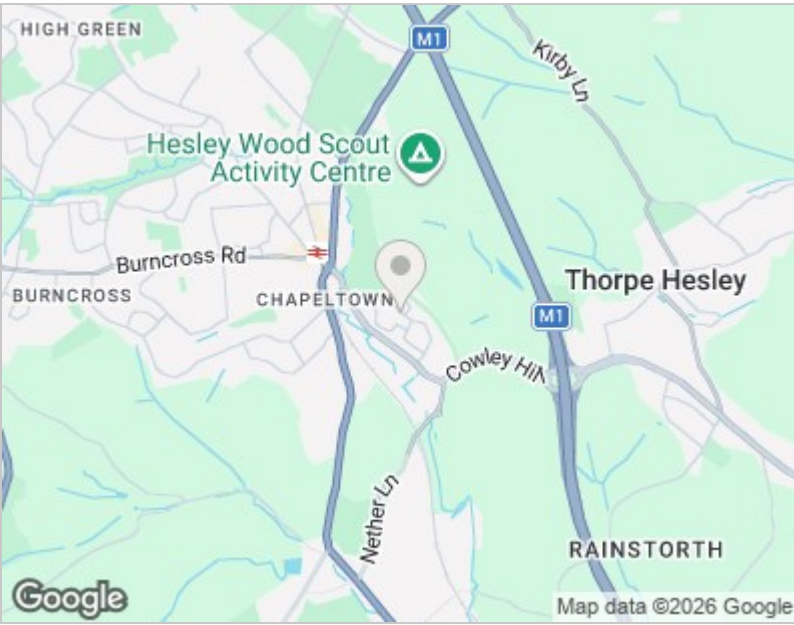 HIGH GREEN
M1
Kirby Ln
Hesley Wood Scout
Activity Centre
Burncross Rd
Thorpe Hesley
BURNCROSS
CHAPELTOWN
M1
Cowley Hill
Nether Ln
RAINSTORTH
Google
Map data ©2026 Google